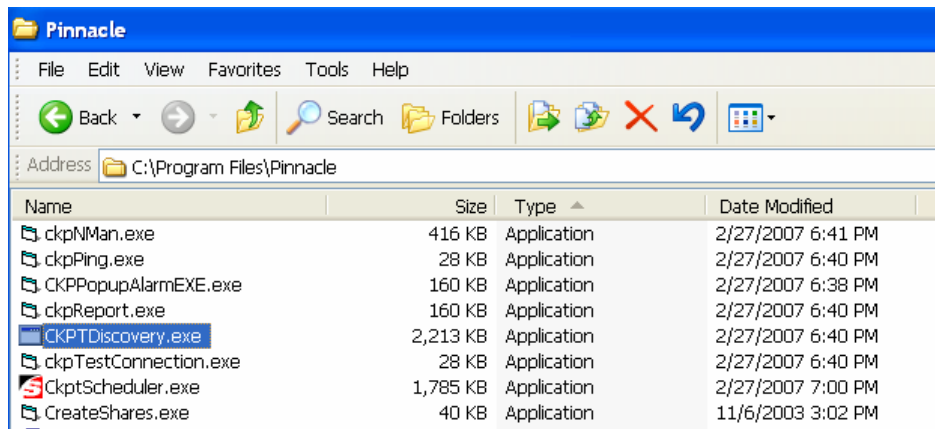 Pinnacle
File Edit View Favorites Tools Help
Back Search Folders
Address C:\Program Files\Pinnacle
Name Size Type Date Modified
ckpNMan.exe 416 KB Application 2/27/2007 6:41 PM
ckpPing.exe 28 KB Application 2/27/2007 6:40 PM
CKPPopupAlarmEXE.exe 160 KB Application 2/27/2007 6:38 PM
ckpReport.exe 160 KB Application 2/27/2007 6:40 PM
CKPTDiscovery.exe 2,213 KB Application 2/27/2007 6:40 PM
ckpTestConnection.exe 28 KB Application 2/27/2007 6:40 PM
CkptScheduler.exe 1,785 KB Application 2/27/2007 7:00 PM
CreateShares.exe 40 KB Application 11/6/2003 3:02 PM